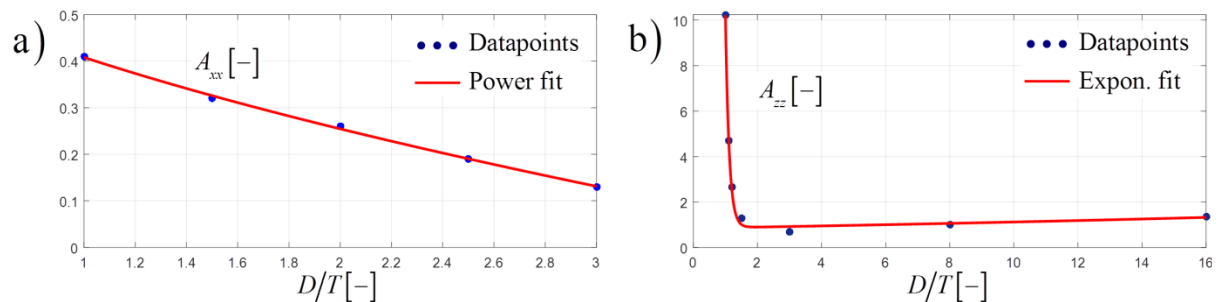 a)
0.5
0.4
0.3
0.2
0.1
0
A_xx [−]
Datapoints
Power fit
1 1.2 1.4 1.6 1.8 2 2.2 2.4 2.6 2.8 3
D/T [−]
b)
10
8
6
4
2
0
A_zz [−]
Datapoints
Expon. fit
0 2 4 6 8 10 12 14 16
D/T [−]